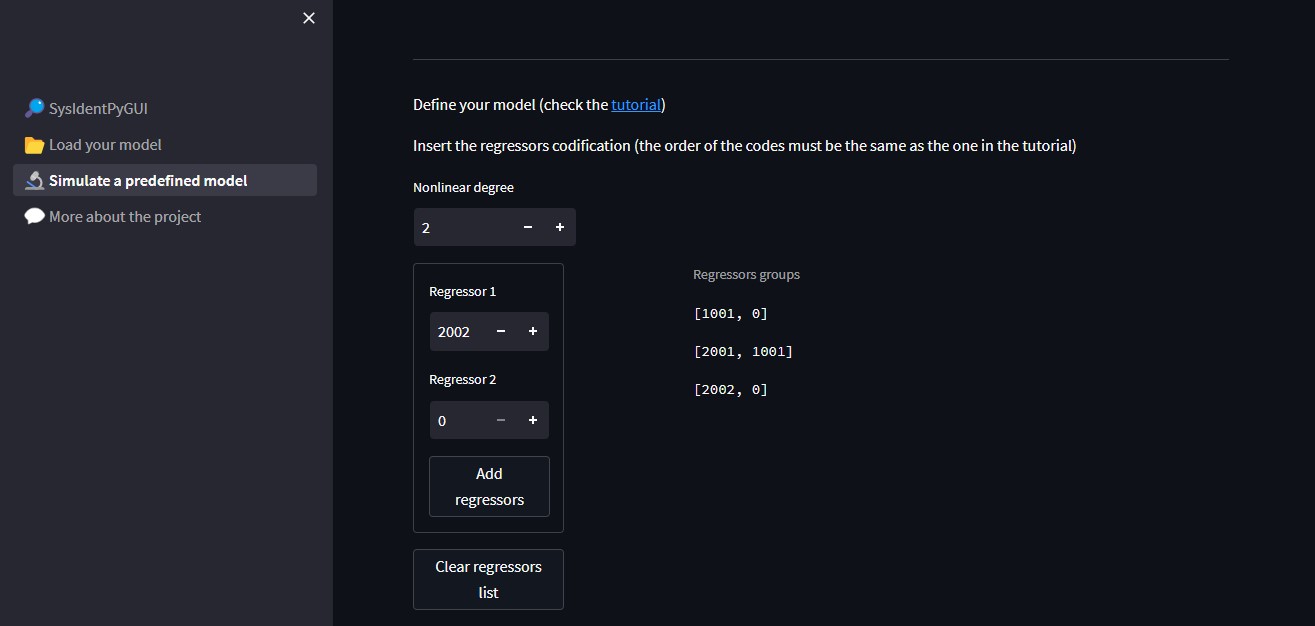 SysIdentPyGUI
Load your model
Simulate a predefined model
More about the project
Define your model (check the tutorial)
Insert the regressors codification (the order of the codes must be the same as the one in the tutorial)
Nonlinear degree
2
Regressor 1
2002
Regressor 2
0
Add
regressors
Clear regressors
list
Regressors groups
[1001, 0]
[2001, 1001]
[2002, 0]